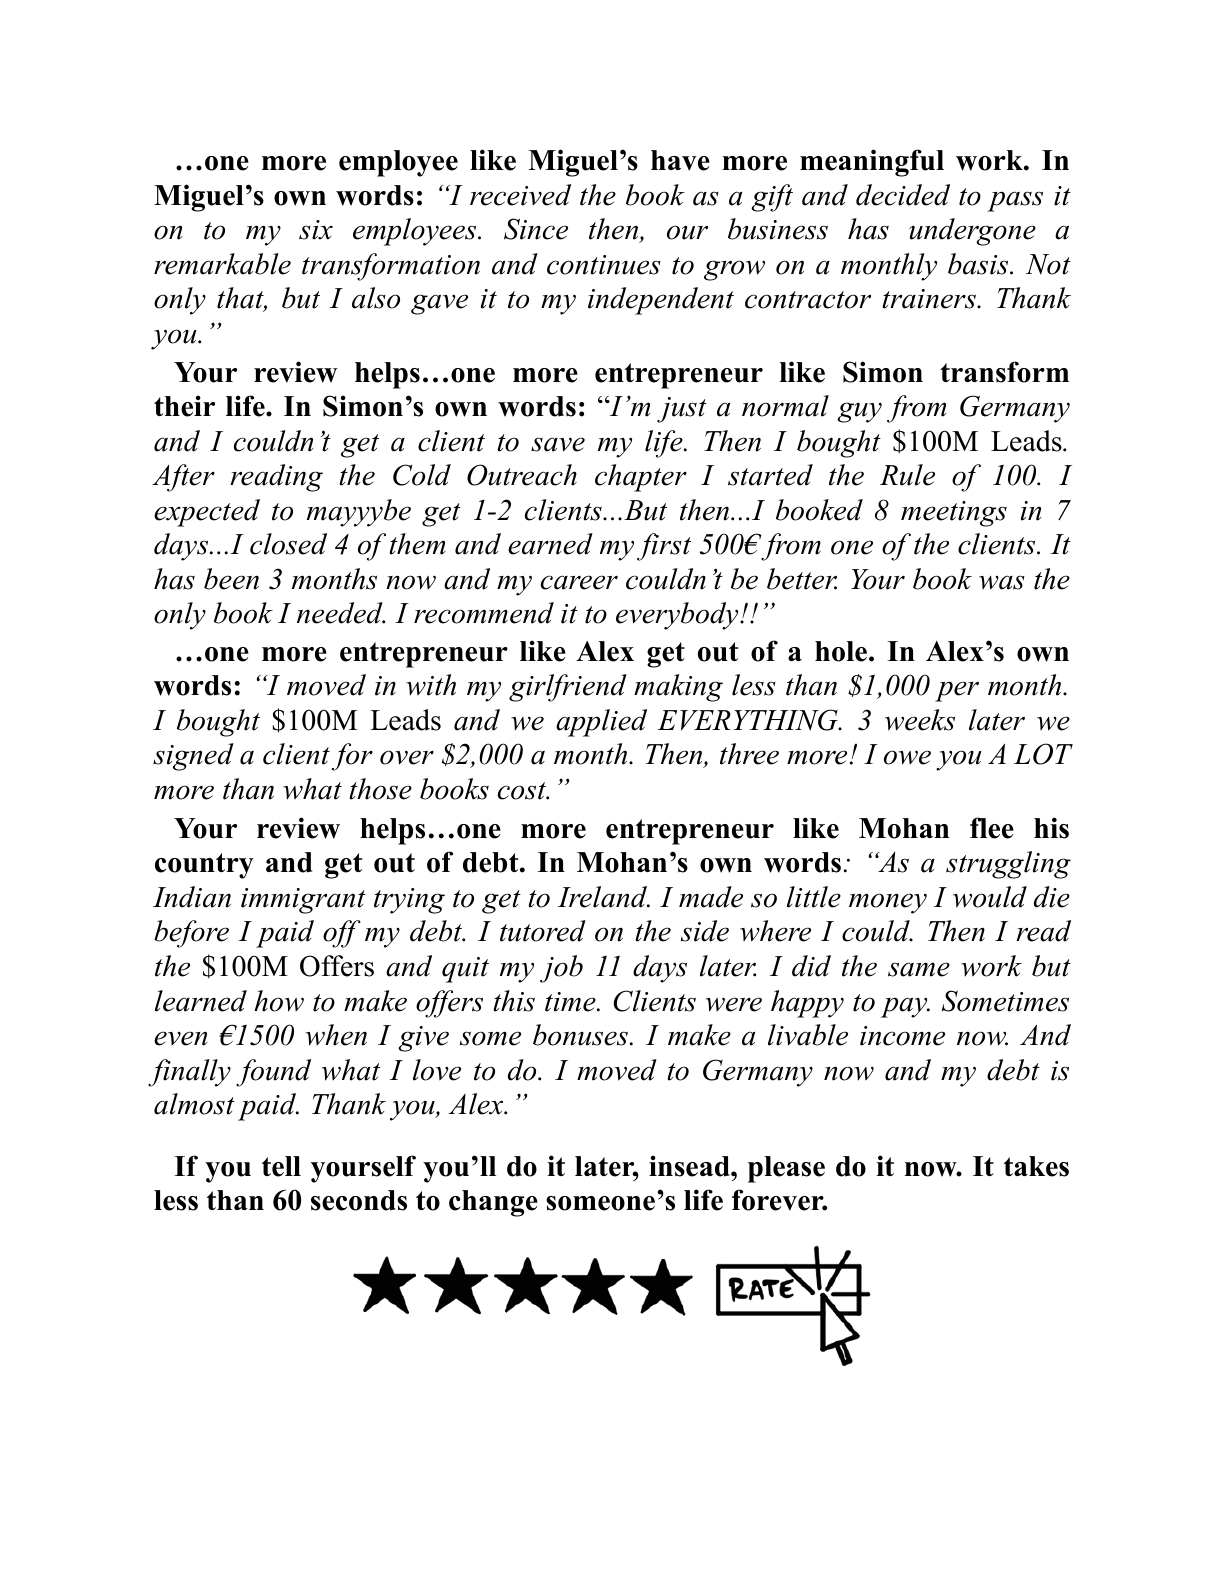 …one more employee like Miguel’s have more meaningful work. In
Miguel’s own words: “I received the book as a gift and decided to pass it
on to my six employees. Since then, our business has undergone a
remarkable transformation and continues to grow on a monthly basis. Not
only that, but I also gave it to my independent contractor trainers. Thank
you.”
Your review helps…one more entrepreneur like Simon transform
their life. In Simon’s own words: “I’m just a normal guy from Germany
and I couldn’t get a client to save my life. Then I bought $100M Leads.
After reading the Cold Outreach chapter I started the Rule of 100. I
expected to mayyybe get 1-2 clients...But then...I booked 8 meetings in 7
days...I closed 4 of them and earned my first 500€ from one of the clients. It
has been 3 months now and my career couldn’t be better. Your book was the
only book I needed. I recommend it to everybody!!”
…one more entrepreneur like Alex get out of a hole. In Alex’s own
words: “I moved in with my girlfriend making less than $1,000 per month.
I bought $100M Leads and we applied EVERYTHING. 3 weeks later we
signed a client for over $2,000 a month. Then, three more! I owe you A LOT
more than what those books cost.”
Your review helps…one more entrepreneur like Mohan flee his
country and get out of debt. In Mohan’s own words: “As a struggling
Indian immigrant trying to get to Ireland. I made so little money I would die
before I paid off my debt. I tutored on the side where I could. Then I read
the $100M Offers and quit my job 11 days later. I did the same work but
learned how to make offers this time. Clients were happy to pay. Sometimes
even €1500 when I give some bonuses. I make a livable income now. And
finally found what I love to do. I moved to Germany now and my debt is
almost paid. Thank you, Alex.”
If you tell yourself you’ll do it later, insead, please do it now. It takes
less than 60 seconds to change someone’s life forever.
RATE